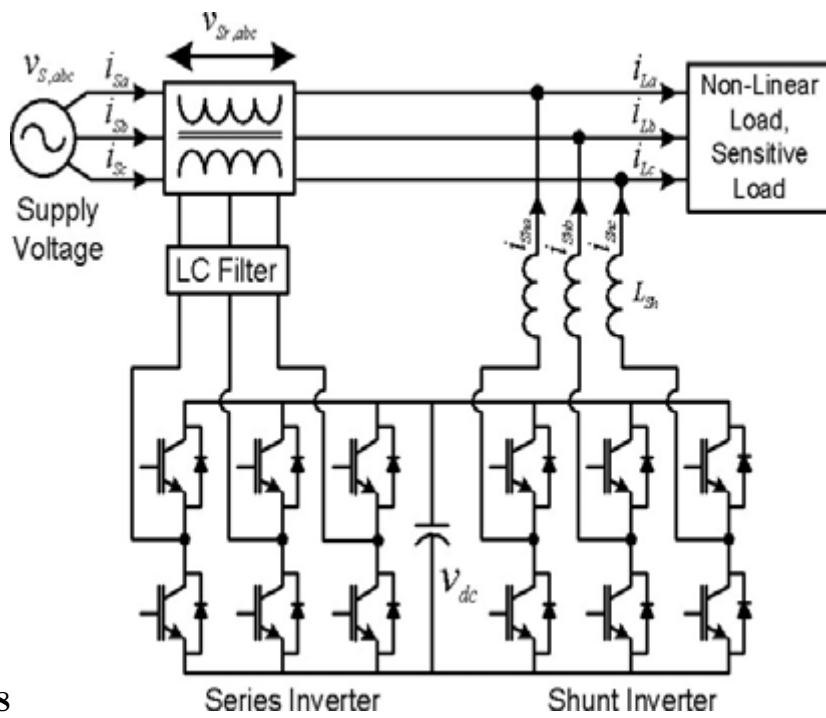 v_{Sr,abc}
v_{S,abc}
i_{Sa}
i_{Sb}
i_{Sc}
i_{La}
i_{Lb}
i_{Lc}
Non-Linear
Load,
Sensitive
Load
Supply
Voltage
LC Filter
i_{Sha}
i_{Shb}
i_{Shc}
L_{Sh}
v_{dc}
8
Series Inverter
Shunt Inverter